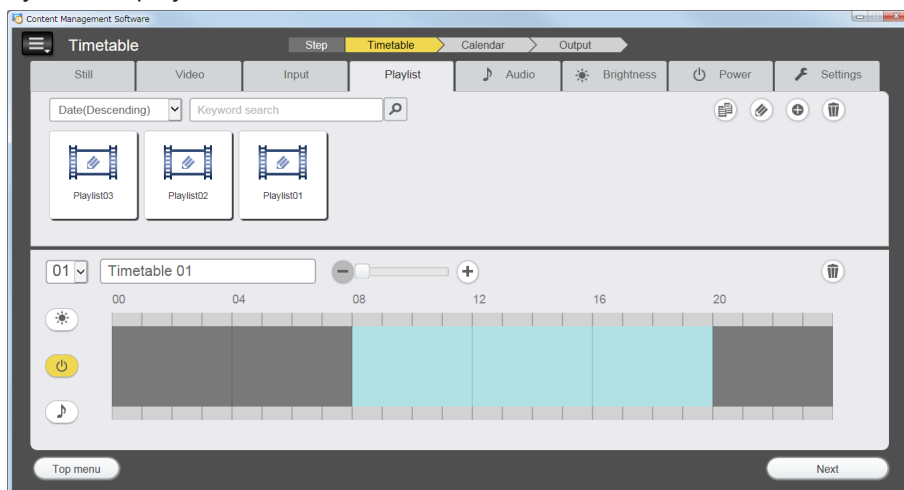 Content Management Software
Timetable
Step Timetable Calendar Output
Still Video Input Playlist Audio Brightness Power Settings
Date(Descending) Keyword search
Playlist03 Playlist02 Playlist01
01 Timetable 01
00 04 08 12 16 20
Top menu Next